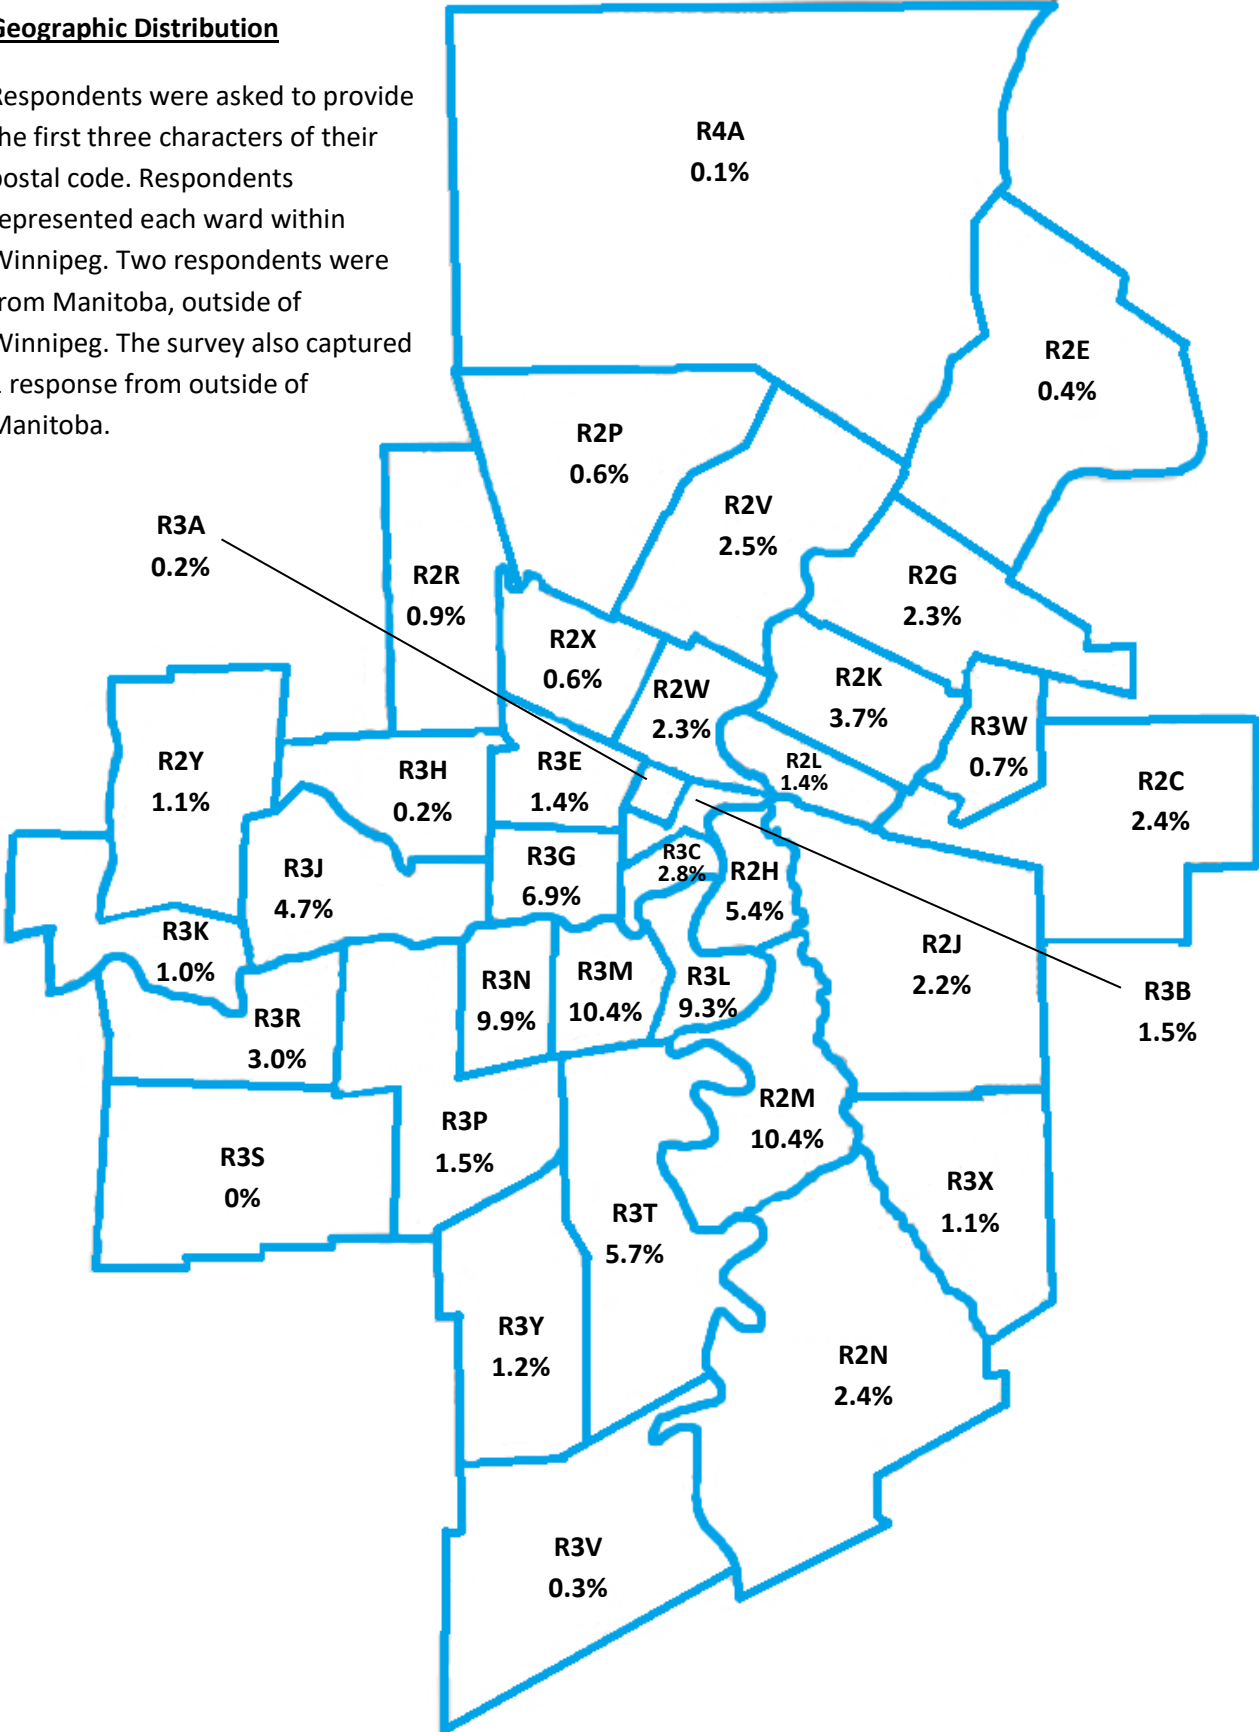 Geographic Distribution
Respondents were asked to provide
the first three characters of their
postal code. Respondents
represented each ward within
Winnipeg. Two respondents were
from Manitoba, outside of
Winnipeg. The survey also captured
1 response from outside of
Manitoba.
R4A
0.1%
R2E
0.4%
R2P
0.6%
R2V
2.5%
R3A
0.2%
R2R
0.9%
R2G
2.3%
R2X
0.6%
R2W
2.3%
R2K
3.7%
R3W
0.7%
R2Y
1.1%
R3H
0.2%
R3E
1.4%
R2L
1.4%
R2C
2.4%
R3J
4.7%
R3G
6.9%
R3C
2.8%
R2H
5.4%
R3K
1.0%
R2J
2.2%
R3N
9.9%
R3M
10.4%
R3L
9.3%
R3B
1.5%
R3R
3.0%
R2M
10.4%
R3P
1.5%
R3S
0%
R3X
1.1%
R3T
5.7%
R3Y
1.2%
R2N
2.4%
R3V
0.3%